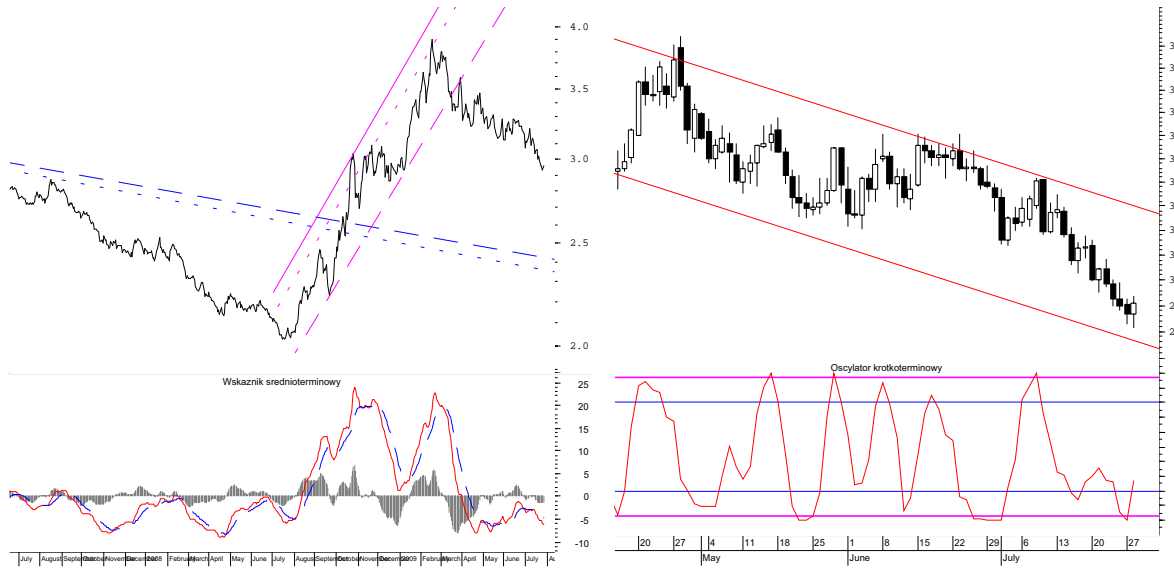 4.0
3.5
3.0
2.5
2.0
Wskaznik srednioterminowy
25
20
15
10
5
0
-5
-10
July August September October November December 2008 February March April May June July August September October November December 2009 February March April May June July
Oscylator krotkoterminowy
20 27 4 11 18 25 1 8 15 22 29 6 13 20 27
May June July